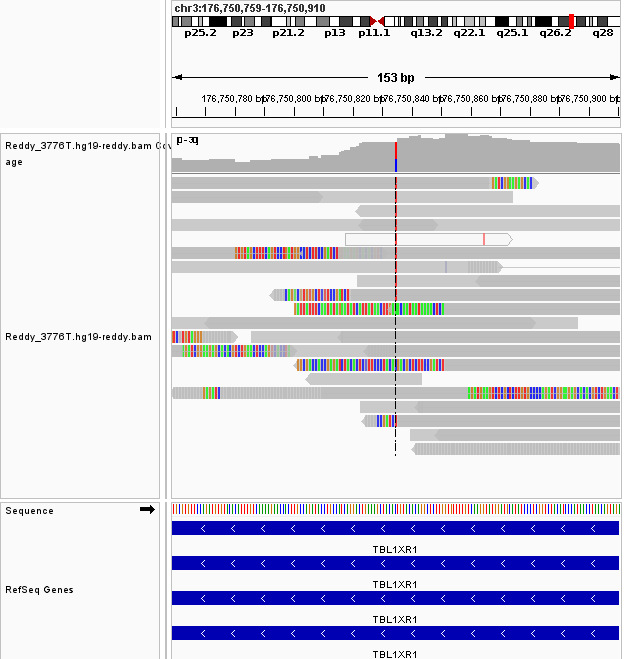 chr3:176,750,759-176,750,910
p25.2 p23 p21.2 p13 p11.1 q13.2 q22.1 q25.1 q26.2 q28
153 bp
176,750,780 bp 176,750,800 bp 176,750,820 bp 176,750,840 bp 176,750,860 bp 176,750,880 bp 176,750,900 bp
Reddy_3776T.hg19-reddy.bam Cov
age
[0-30]
Reddy_3776T.hg19-reddy.bam
Sequence
TBL1XR1
TBL1XR1
RefSeq Genes
TBL1XR1
TBL1XR1